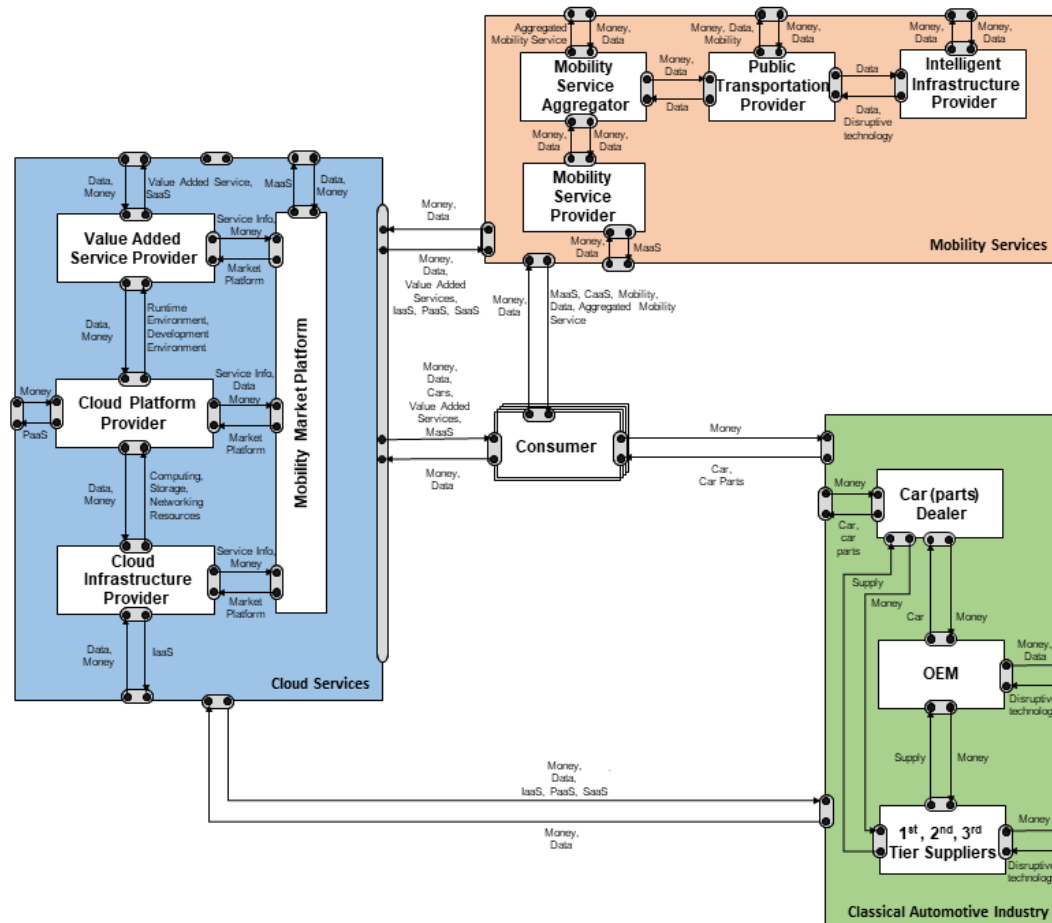 Aggregated
Mobility Service
Money,
Data
Money, Data,
Mobility
Money,
Data
Money,
Data
Money,
Data
Mobility
Service
Aggregator
Money,
Data
Data
Public
Transportation
Provider
Data
Data,
Disruptive
technology
Intelligent
Infrastructure
Provider
Money,
Data
Money,
Data
Mobility
Service
Provider
Money,
Data
MaaS
Mobility Services
Data,
Money
Value Added Service,
SaaS
MaaS
Data,
Money
Value Added
Service Provider
Service Info,
Money
Market
Platform
Data,
Money
Runtime
Environment,
Development
Environment
Mobility Market Platform
Money
PaaS
Cloud Platform
Provider
Service Info,
Data
Money
Market
Platform
Data,
Money
Computing,
Storage,
Networking
Resources
Cloud
Infrastructure
Provider
Service Info,
Money
Market
Platform
Data,
Money
IaaS
Cloud Services
Money,
Data
Money,
Data,
Value Added
Services,
IaaS, PaaS, SaaS
Money,
Data
MaaS, CaaS, Mobility,
Data, Aggregated Mobility
Service
Money,
Data,
Cars,
Value Added
Services,
MaaS
Money,
Data
Consumer
Money
Car,
Car Parts
Money
Car,
car
parts
Car (parts)
Dealer
Supply
Money
Car
Money
OEM
Money,
Data
Disruptive
technology
Supply
Money
1st, 2nd, 3rd
Tier Suppliers
Money
Disruptive
technology
Classical Automotive Industry
Money,
Data,
IaaS, PaaS, SaaS
Money,
Data